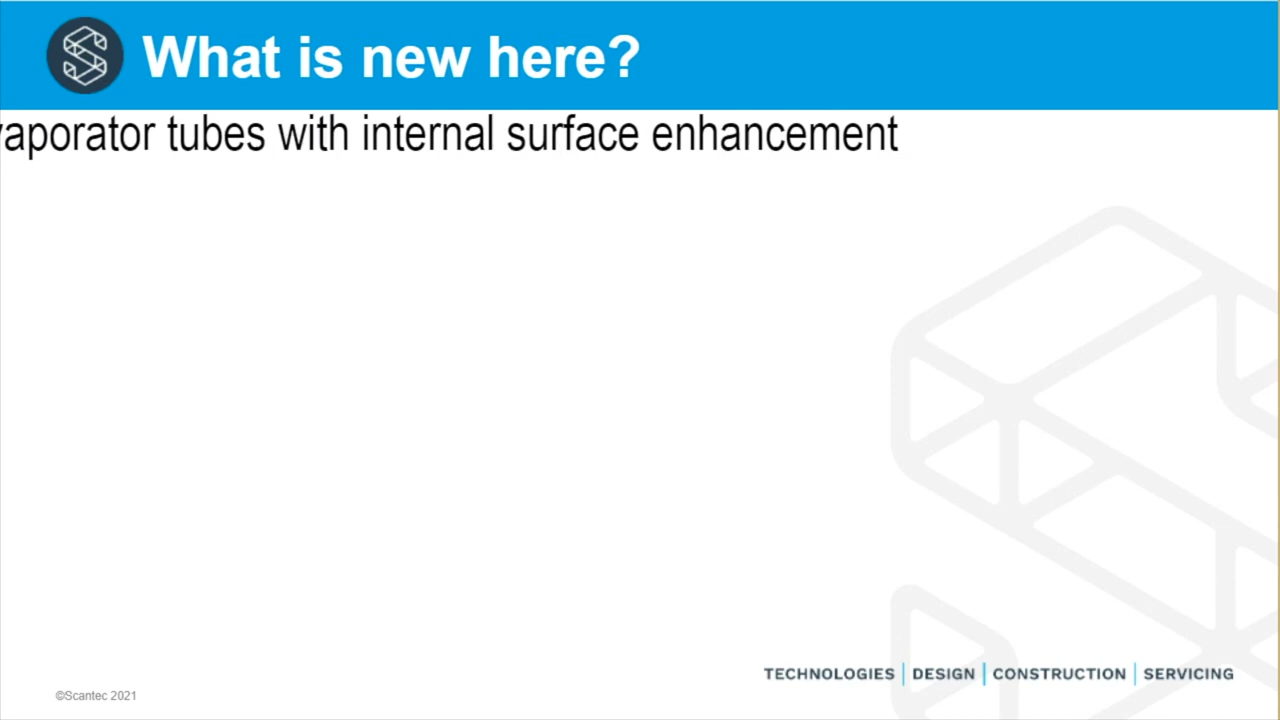 What is new here?
vaporator tubes with internal surface enhancement
TECHNOLOGIES | DESIGN | CONSTRUCTION | SERVICING
©Scantec 2021